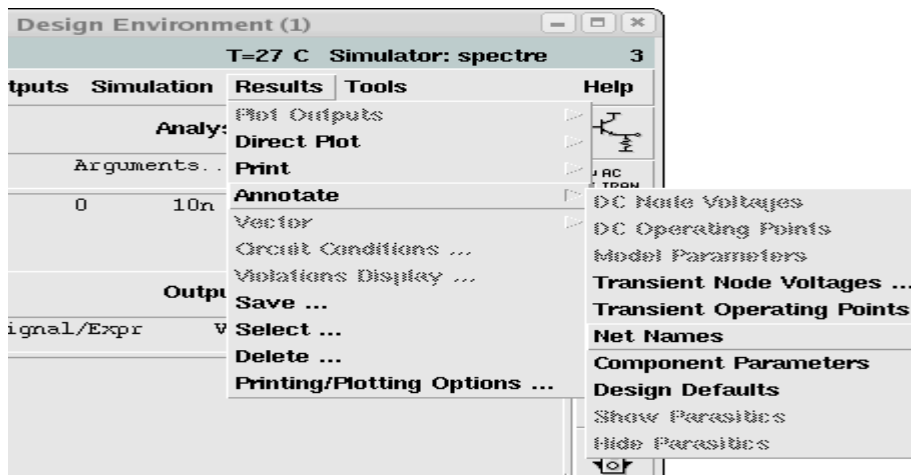 Design Environment (1)
T=27 C Simulator: spectre 3
tputs Simulation Results Tools Help
Analys
Arguments..
0 10n
Outpu
ignal/Expr V
Plot Outputs
Direct Plot
Print
Annotate
Vector
Circuit Conditions ...
Violations Display ...
Save ...
Select ...
Delete ...
Printing/Plotting Options ...
AC
TRAN
DC Node Voltages
DC Operating Points
Model Parameters
Transient Node Voltages ...
Transient Operating Points
Net Names
Component Parameters
Design Defaults
Show Parasitics
Hide Parasitics